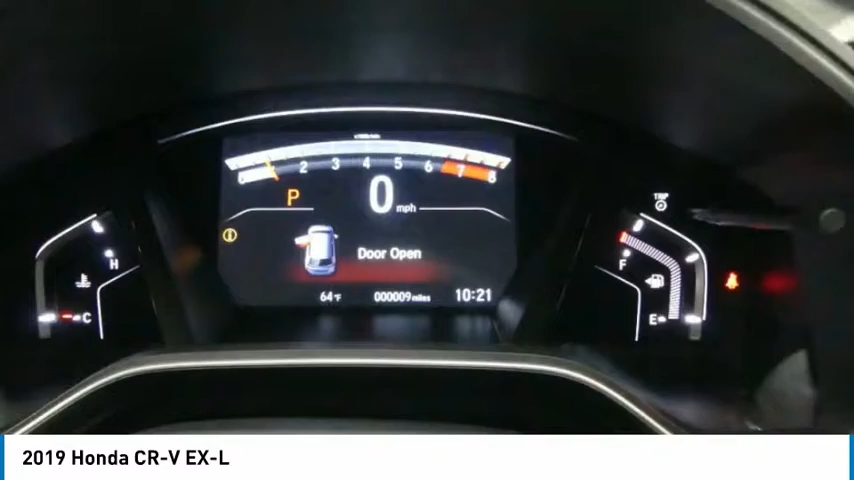 2 3 4 5 6 7 8
P 0 mph
TRIP
H
Door Open
F
C
64°F 000009 miles 10:21
E
2019 Honda CR-V EX-L